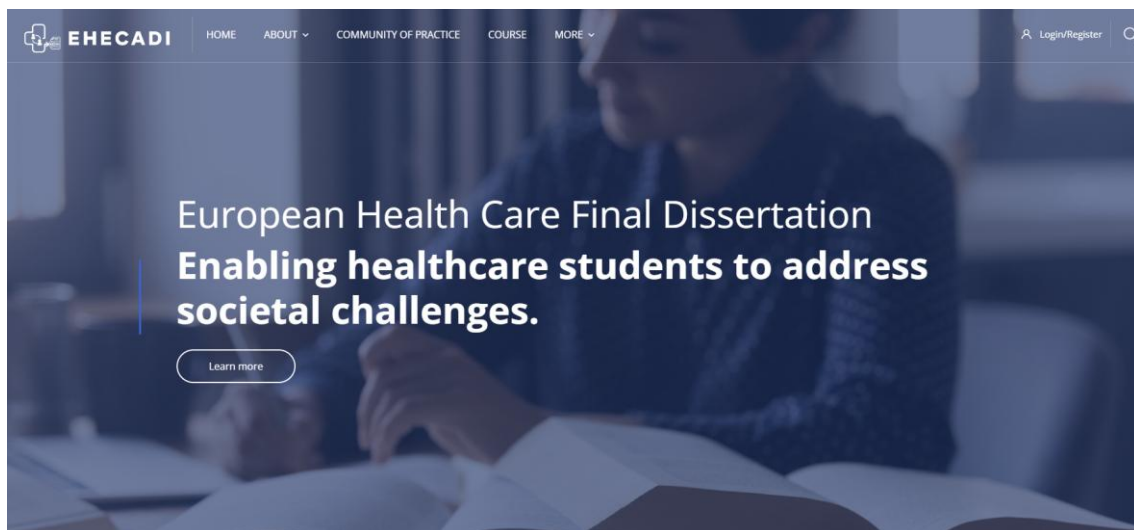 EHECADI
HOME ABOUT COMMUNITY OF PRACTICE COURSE MORE
Login/Register
European Health Care Final Dissertation
Enabling healthcare students to address
societal challenges.
Learn more